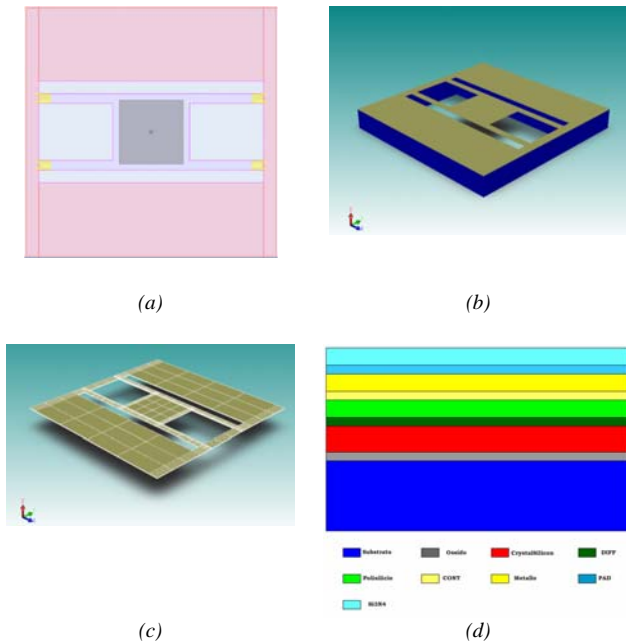 (a)
(b)
(c)
(d)
Substrato
Ossido
CrystalSilicon
DIFF
Polisilicio
CONT
Metallo
PAD
Si3N4